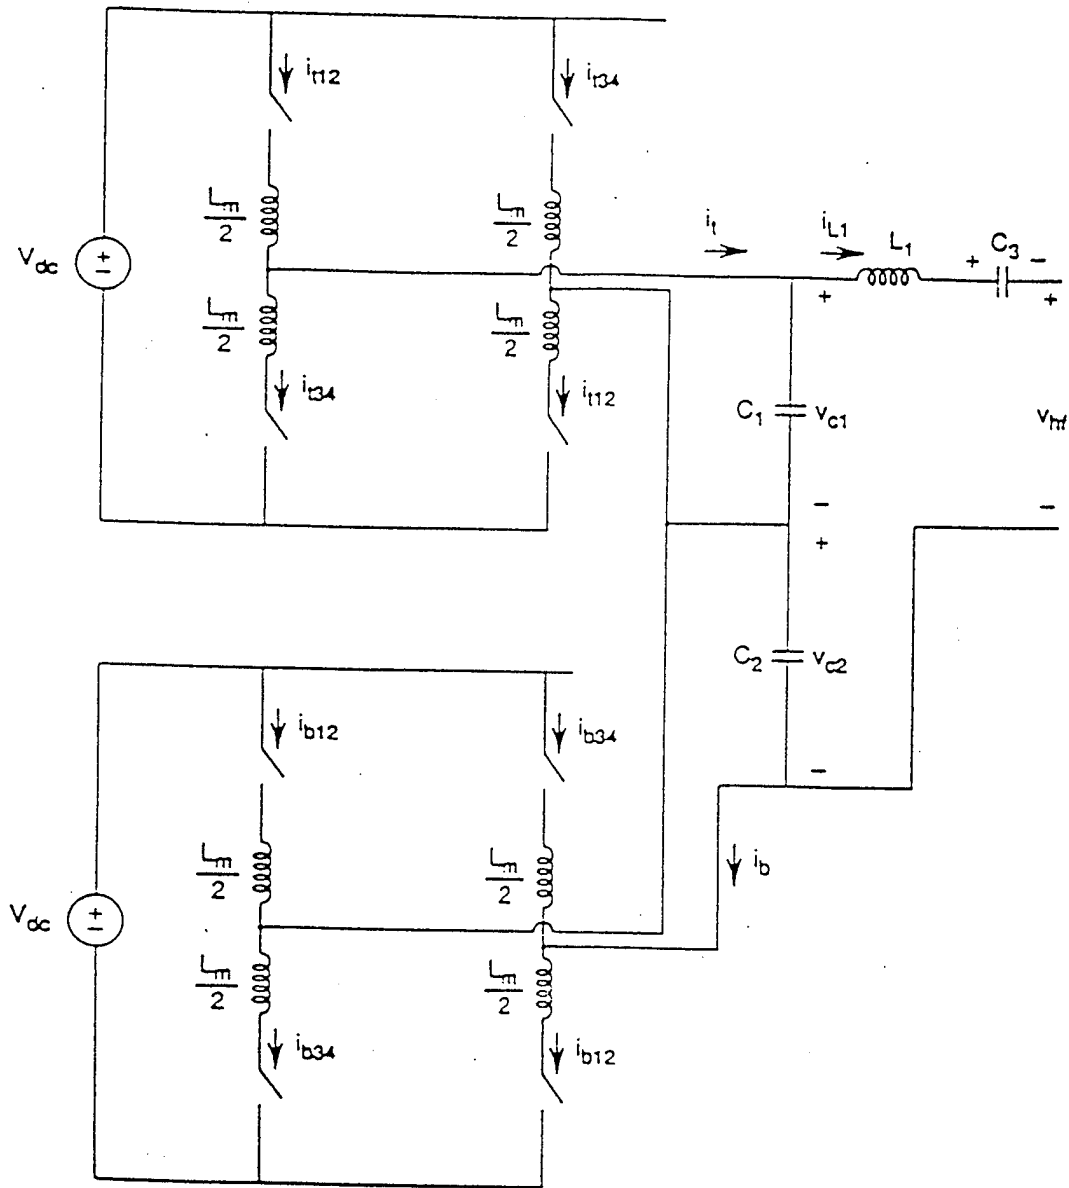 i_t12
i_t34
L_m/2
L_m/2
i_t
i_L1
L_1
C_3
+
−
V_dc
+
−
L_m/2
L_m/2
+
+
i_t34
i_t12
C_1
v_c1
v_hf
−
−
+
C_2
v_c2
i_b12
i_b34
−
L_m/2
L_m/2
i_b
V_dc
+
−
L_m/2
L_m/2
i_b34
i_b12